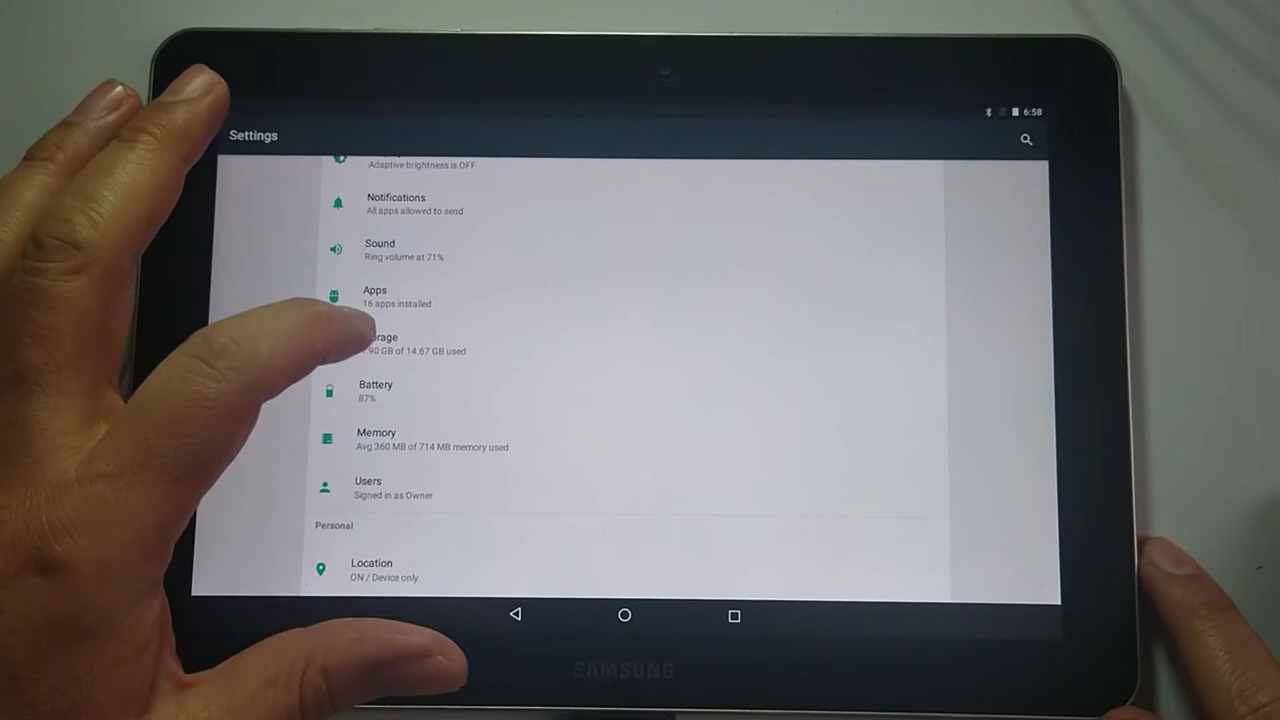 6:58
Settings
Adaptive brightness is OFF
Notifications
All apps allowed to send
Sound
Ring volume at 71%
Apps
16 apps installed
rage
.90 GB of 14.67 GB used
Battery
87%
Memory
Avg 360 MB of 714 MB memory used
Users
Signed in as Owner
Personal
Location
ON / Device only
SAMSUNG